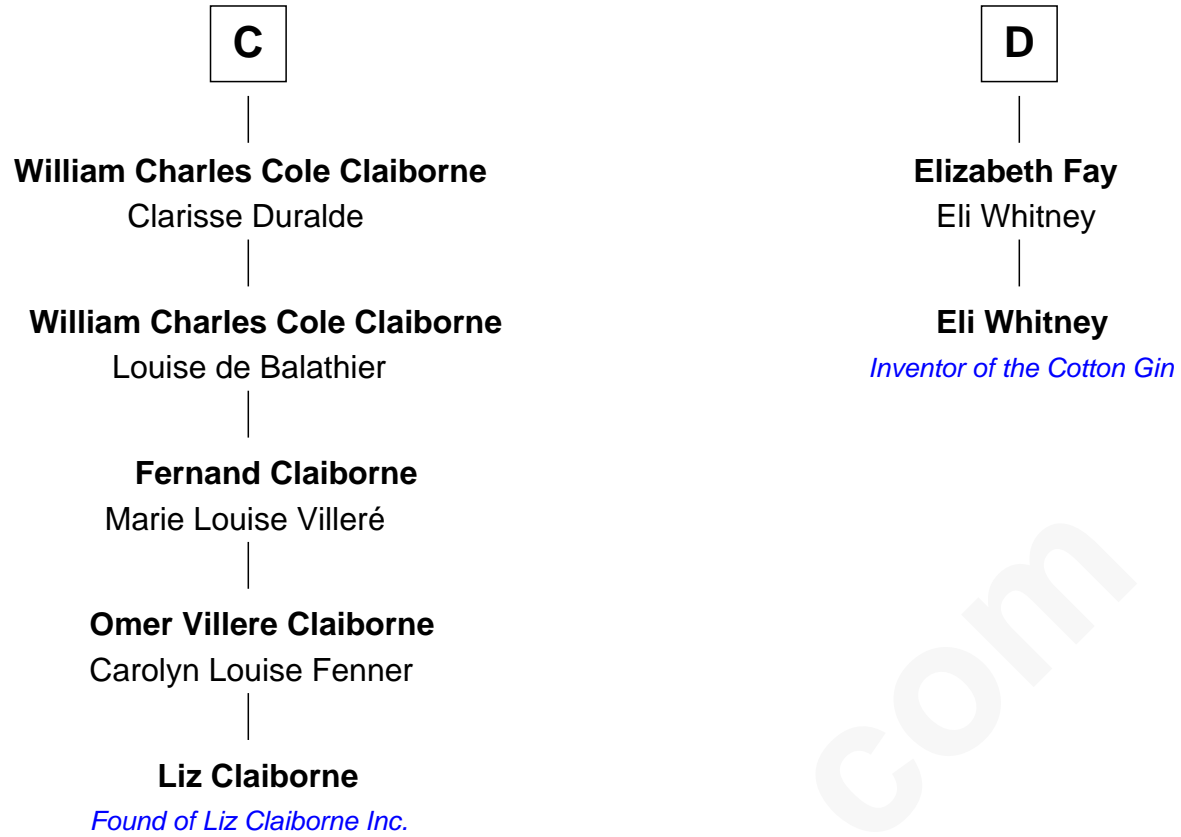 C
William Charles Cole Claiborne
Clarisse Duralde
William Charles Cole Claiborne
Louise de Balathier
Fernand Claiborne
Marie Louise Villeré
Omer Villere Claiborne
Carolyn Louise Fenner
Liz Claiborne
Found of Liz Claiborne Inc.
D
Elizabeth Fay
Eli Whitney
Eli Whitney
Inventor of the Cotton Gin
com